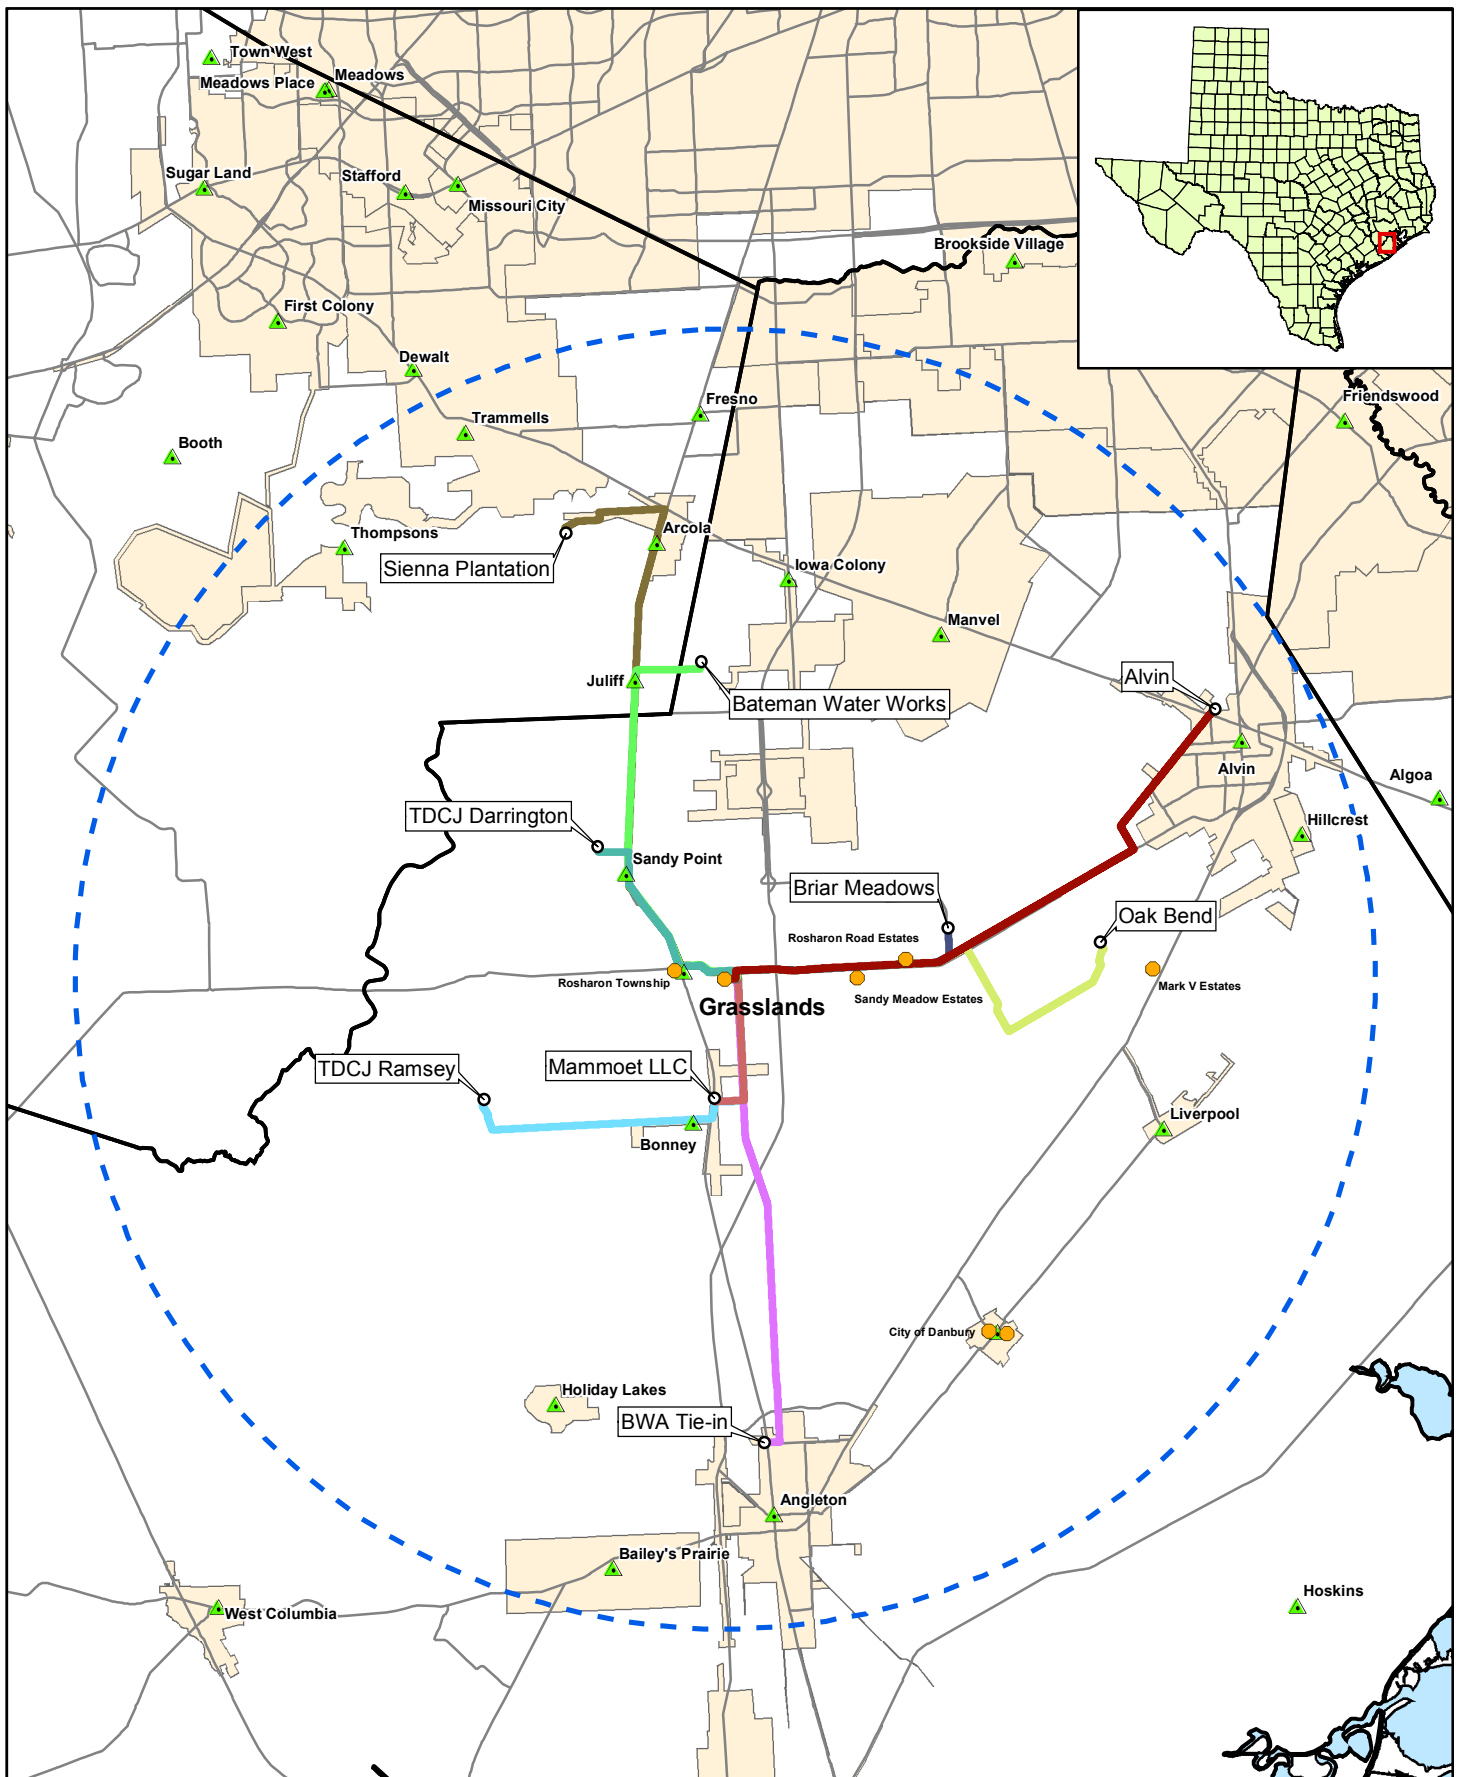 Town West
Meadows
Meadows Place
Sugar Land
Stafford
Missouri City
Brookside Village
First Colony
Dewalt
Fresno
Friendswood
Trammells
Booth
Thompsons
Arcola
Sienna Plantation
Iowa Colony
Manvel
Juliff
Alvin
Bateman Water Works
Alvin
Algoa
TDCJ Darrington
Hillcrest
Sandy Point
Briar Meadows
Oak Bend
Rosharon Road Estates
Rosharon Township
Mark V Estates
Sandy Meadow Estates
Grasslands
TDCJ Ramsey
Mammoet LLC
Liverpool
Bonney
City of Danbury
Holiday Lakes
BWA Tie-in
Angleton
Bailey's Prairie
Hoskins
West Columbia